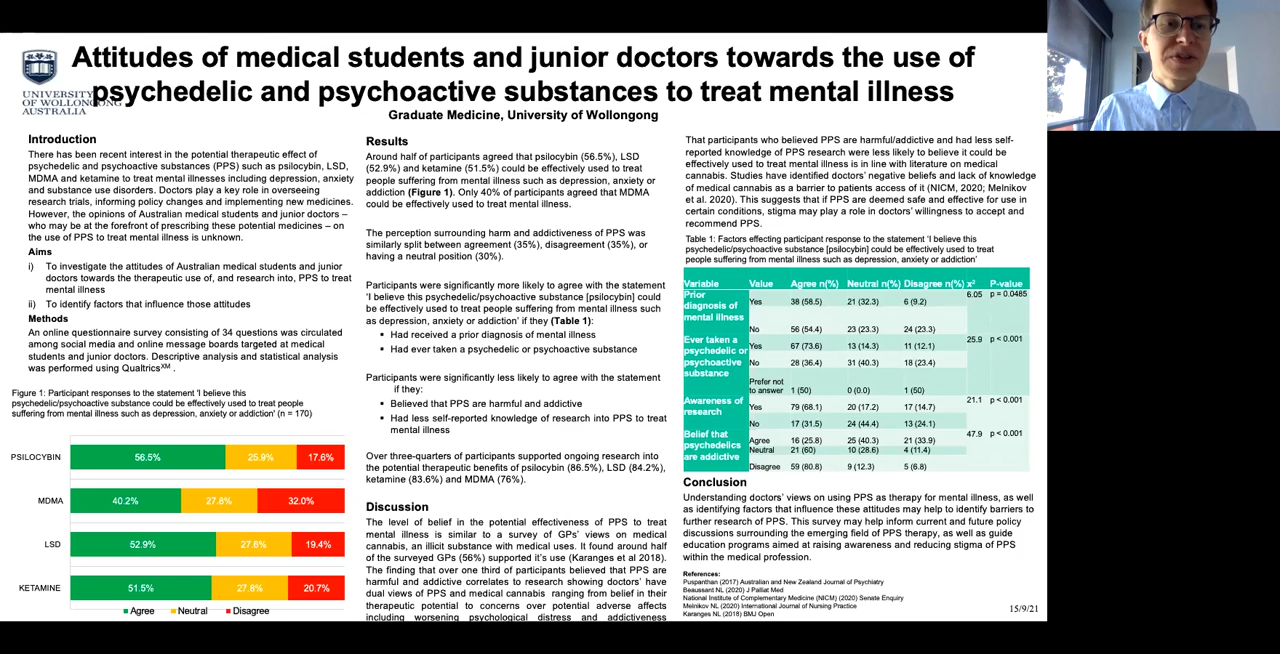 UNIVERSITY
OF WOLLONGONG
AUSTRALIA
Attitudes of medical students and junior doctors towards the use of
psychedelic and psychoactive substances to treat mental illness
Graduate Medicine, University of Wollongong
Introduction
There has been recent interest in the potential therapeutic effect of
psychedelic and psychoactive substances (PPS) such as psilocybin, LSD,
MDMA and ketamine to treat mental illnesses including depression, anxiety
and substance use disorders. Doctors play a key role in overseeing
research trials, informing policy changes and implementing new medicines.
However, the opinions of Australian medical students and junior doctors –
who may be at the forefront of prescribing these potential medicines – on
the use of PPS to treat mental illness is unknown.
Aims
i) To investigate the attitudes of Australian medical students and junior
doctors towards the therapeutic use of, and research into, PPS to treat
mental illness
ii) To identify factors that influence those attitudes
Methods
An online questionnaire survey consisting of 34 questions was circulated
among social media and online message boards targeted at medical
students and junior doctors. Descriptive analysis and statistical analysis
was performed using Qualtrics XM .
Figure 1: Participant responses to the statement 'I believe this
psychedelic/psychoactive substance could be effectively used to treat people
suffering from mental illness such as depression, anxiety or addiction' (n = 170)
PSILOCYBIN 56.5% 25.9% 17.6%
MDMA 40.2% 27.8% 32.0%
LSD 52.9% 27.6% 19.4%
KETAMINE 51.5% 27.8% 20.7%
Agree Neutral Disagree
Results
Around half of participants agreed that psilocybin (56.5%), LSD
(52.9%) and ketamine (51.5%) could be effectively used to treat
people suffering from mental illness such as depression, anxiety or
addiction (Figure 1). Only 40% of participants agreed that MDMA
could be effectively used to treat mental illness.
The perception surrounding harm and addictiveness of PPS was
similarly split between agreement (35%), disagreement (35%), or
having a neutral position (30%).
Participants were significantly more likely to agree with the statement
'I believe this psychedelic/psychoactive substance [psilocybin] could
be effectively used to treat people suffering from mental illness such
as depression, anxiety or addiction' if they (Table 1):
▪ Had received a prior diagnosis of mental illness
▪ Had ever taken a psychedelic or psychoactive substance
Participants were significantly less likely to agree with the statement
if they:
▪ Believed that PPS are harmful and addictive
▪ Had less self-reported knowledge of research into PPS to treat
mental illness
Over three-quarters of participants supported ongoing research into
the potential therapeutic benefits of psilocybin (86.5%), LSD (84.2%),
ketamine (83.6%) and MDMA (76%).
Discussion
The level of belief in the potential effectiveness of PPS to treat
mental illness is similar to a survey of GPs' views on medical
cannabis, an illicit substance with medical uses. It found around half
of the surveyed GPs (56%) supported it's use (Karanges et al 2018).
The finding that over one third of participants believed that PPS are
harmful and addictive correlates to research showing doctors' have
dual views of PPS and medical cannabis ranging from belief in their
therapeutic potential to concerns over potential adverse affects
including worsening psychological distress and addictiveness
That participants who believed PPS are harmful/addictive and had less self-
reported knowledge of PPS research were less likely to believe it could be
effectively used to treat mental illness is in line with literature on medical
cannabis. Studies have identified doctors' negative beliefs and lack of knowledge
of medical cannabis as a barrier to patients access of it (NICM, 2020; Melnikov
et al. 2020). This suggests that if PPS are deemed safe and effective for use in
certain conditions, stigma may play a role in doctors' willingness to accept and
recommend PPS.
Table 1: Factors effecting participant response to the statement 'I believe this
psychedelic/psychoactive substance [psilocybin] could be effectively used to treat
people suffering from mental illness such as depression, anxiety or addiction'
Variable Value Agree n(%) Neutral n(%) Disagree n(%) x² P-value
Prior
diagnosis of
mental illness
Yes 38 (58.5) 21 (32.3) 6 (9.2) 6.05 p = 0.0485
No 56 (54.4) 23 (23.3) 24 (23.3)
Ever taken a
psychedelic or
psychoactive
substance
Yes 67 (73.6) 13 (14.3) 11 (12.1) 25.9 p < 0.001
No 28 (36.4) 31 (40.3) 18 (23.4)
Prefer not
to answer 1 (50) 0 (0.0) 1 (50)
Awareness of
research
Yes 79 (68.1) 20 (17.2) 17 (14.7) 21.1 p < 0.001
No 17 (31.5) 24 (44.4) 13 (24.1)
Belief that
psychedelics
are addictive
Agree 16 (25.8) 25 (40.3) 21 (33.9) 47.9 p < 0.001
Neutral 21 (60) 10 (28.6) 4 (11.4)
Disagree 59 (80.8) 9 (12.3) 5 (6.8)
Conclusion
Understanding doctors' views on using PPS as therapy for mental illness, as well
as identifying factors that influence these attitudes may help to identify barriers to
further research of PPS. This survey may help inform current and future policy
discussions surrounding the emerging field of PPS therapy, as well as guide
education programs aimed at raising awareness and reducing stigma of PPS
within the medical profession.
References:
Puspanthan (2017) Australian and New Zealand Journal of Psychiatry
Beaussant NL (2020) J Palliat Med
National Institute of Complementary Medicine (NICM) (2020) Senate Enquiry
Melnikov NL (2020) International Journal of Nursing Practice
Karanges NL (2018) BMJ Open
15/9/21